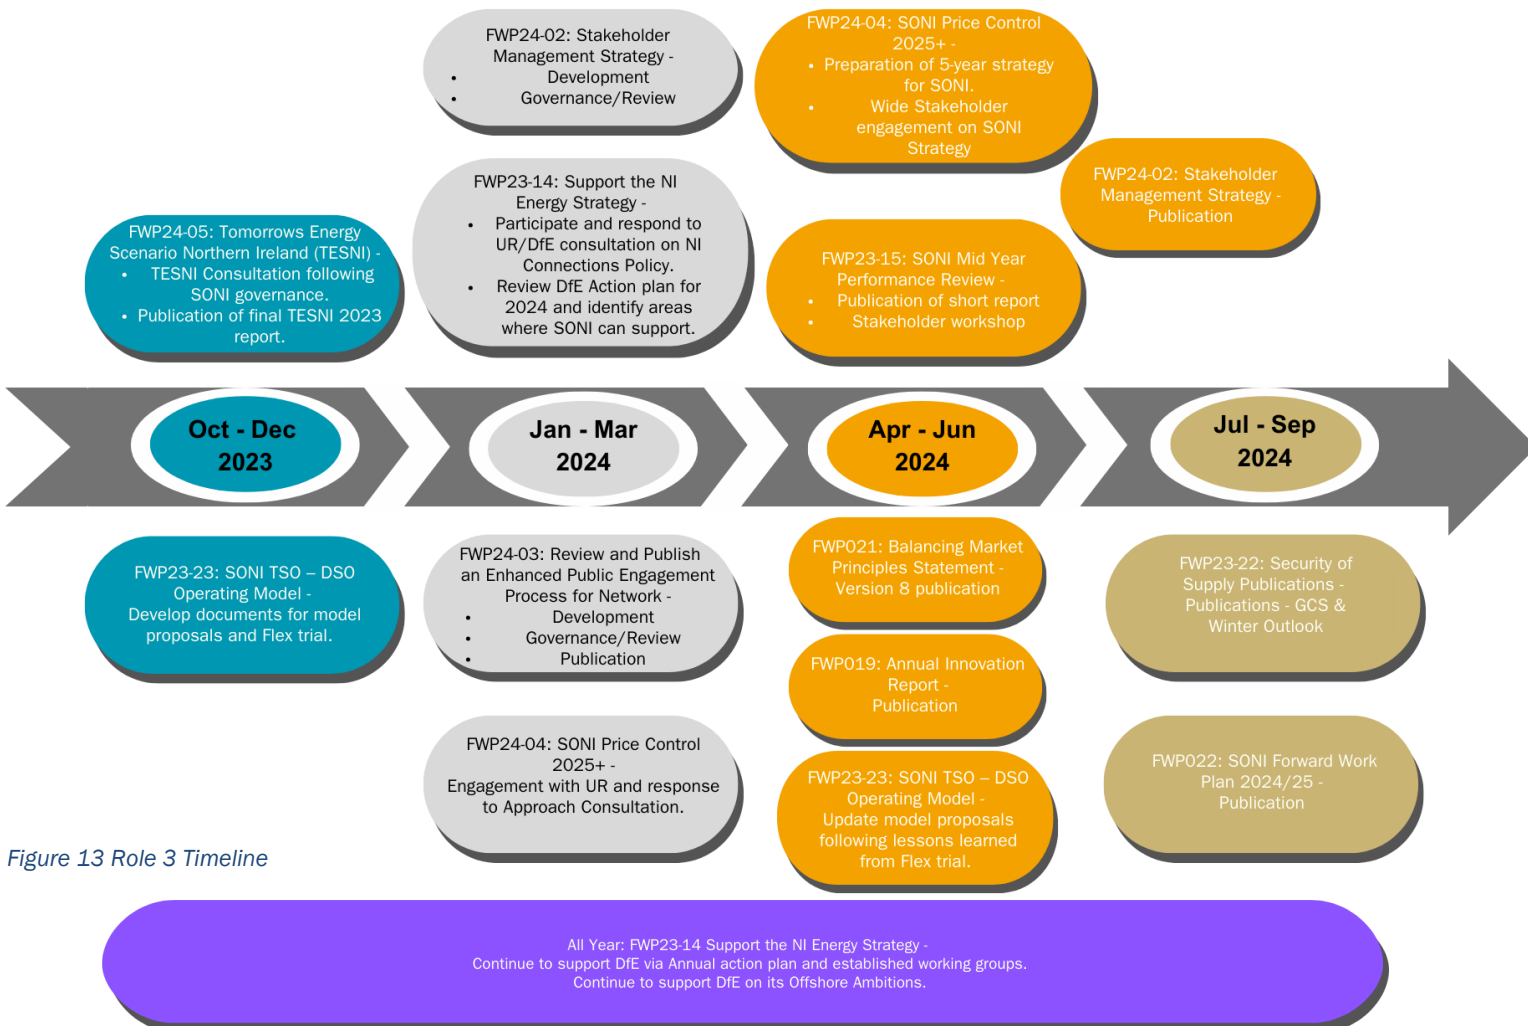 FWP24-02: Stakeholder
Management Strategy -
• Development
• Governance/Review
FWP24-04: SONI Price Control
2025+ -
• Preparation of 5-year strategy
for SONI.
• Wide Stakeholder
engagement on SONI
Strategy
FWP24-02: Stakeholder
Management Strategy -
Publication
FWP24-05: Tomorrows Energy
Scenario Northern Ireland (TESNI) -
• TESNI Consultation following
SONI governance.
• Publication of final TESNI 2023
report.
FWP23-14: Support the NI
Energy Strategy -
• Participate and respond to
UR/DfE consultation on NI
Connections Policy.
• Review DfE Action plan for
2024 and identify areas
where SONI can support.
FWP23-15: SONI Mid Year
Performance Review -
• Publication of short report
• Stakeholder workshop
Oct - Dec
2023
Jan - Mar
2024
Apr - Jun
2024
Jul - Sep
2024
FWP23-23: SONI TSO – DSO
Operating Model -
Develop documents for model
proposals and Flex trial.
FWP24-03: Review and Publish
an Enhanced Public Engagement
Process for Network -
• Development
• Governance/Review
• Publication
FWP24-04: SONI Price Control
2025+ -
Engagement with UR and response
to Approach Consultation.
FWP021: Balancing Market
Principles Statement -
Version 8 publication
FWP019: Annual Innovation
Report -
Publication
FWP23-23: SONI TSO – DSO
Operating Model -
Update model proposals
following lessons learned
from Flex trial.
FWP23-22: Security of
Supply Publications -
Publications - GCS &
Winter Outlook
FWP022: SONI Forward Work
Plan 2024/25 -
Publication
Figure 13 Role 3 Timeline
All Year: FWP23-14 Support the NI Energy Strategy -
Continue to support DfE via Annual action plan and established working groups.
Continue to support DfE on its Offshore Ambitions.